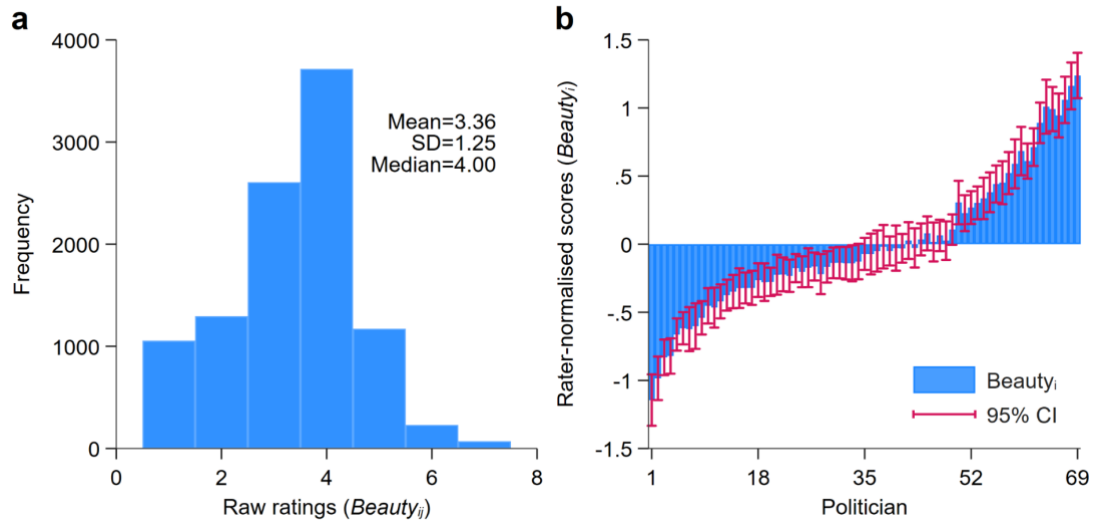 a
4000
3000
2000
1000
0
Frequency
Mean=3.36
SD=1.25
Median=4.00
0 2 4 6 8
Raw ratings (Beautyij)
b
1.5
1
.5
0
-.5
-1
-1.5
Rater-normalised scores (Beautyi)
Beautyi
95% CI
1 18 35 52 69
Politician